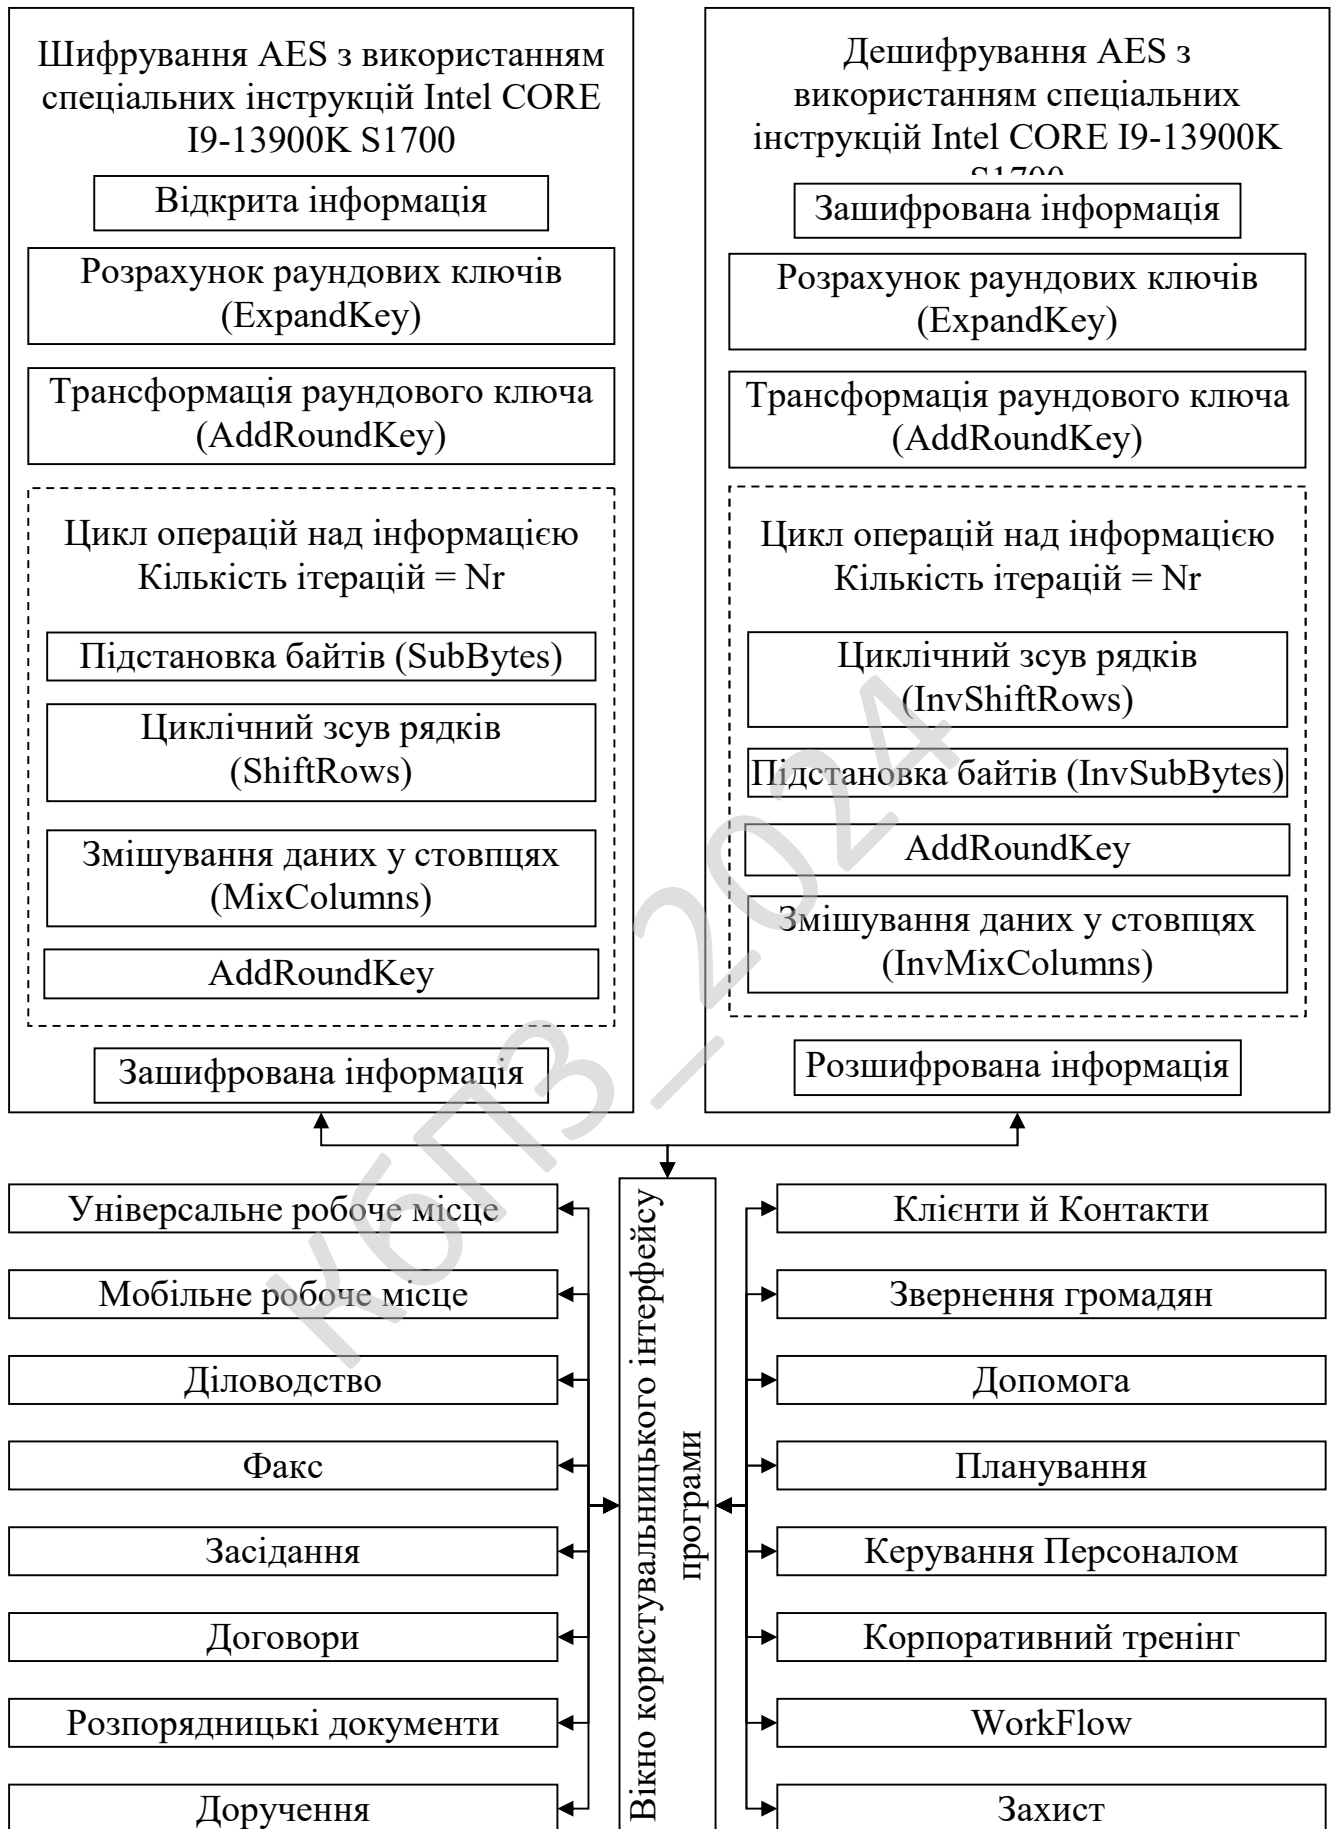 Шифрування AES з використанням
спеціальних інструкцій Intel CORE
I9-13900K S1700
Відкрита інформація
Розрахунок раундових ключів
(ExpandKey)
Трансформація раундового ключа
(AddRoundKey)
Цикл операцій над інформацією
Кількість ітерацій = Nr
Підстановка байтів (SubBytes)
Циклічний зсув рядків
(ShiftRows)
Змішування даних у стовпцях
(MixColumns)
AddRoundKey
Зашифрована інформація
Дешифрування AES з
використанням спеціальних
інструкцій Intel CORE I9-13900K
S1700
Зашифрована інформація
Розрахунок раундових ключів
(ExpandKey)
Трансформація раундового ключа
(AddRoundKey)
Цикл операцій над інформацією
Кількість ітерацій = Nr
Циклічний зсув рядків
(InvShiftRows)
Підстановка байтів (InvSubBytes)
AddRoundKey
Змішування даних у стовпцях
(InvMixColumns)
Розшифрована інформація
Універсальне робоче місце
Мобільне робоче місце
Діловодство
Факс
Засідання
Договори
Розпорядницькі документи
Доручення
Вікно користувальницького інтерфейсу
програми
Клієнти й Контакти
Звернення громадян
Допомога
Планування
Керування Персоналом
Корпоративний тренінг
WorkFlow
Захист
КбПЗ_2024